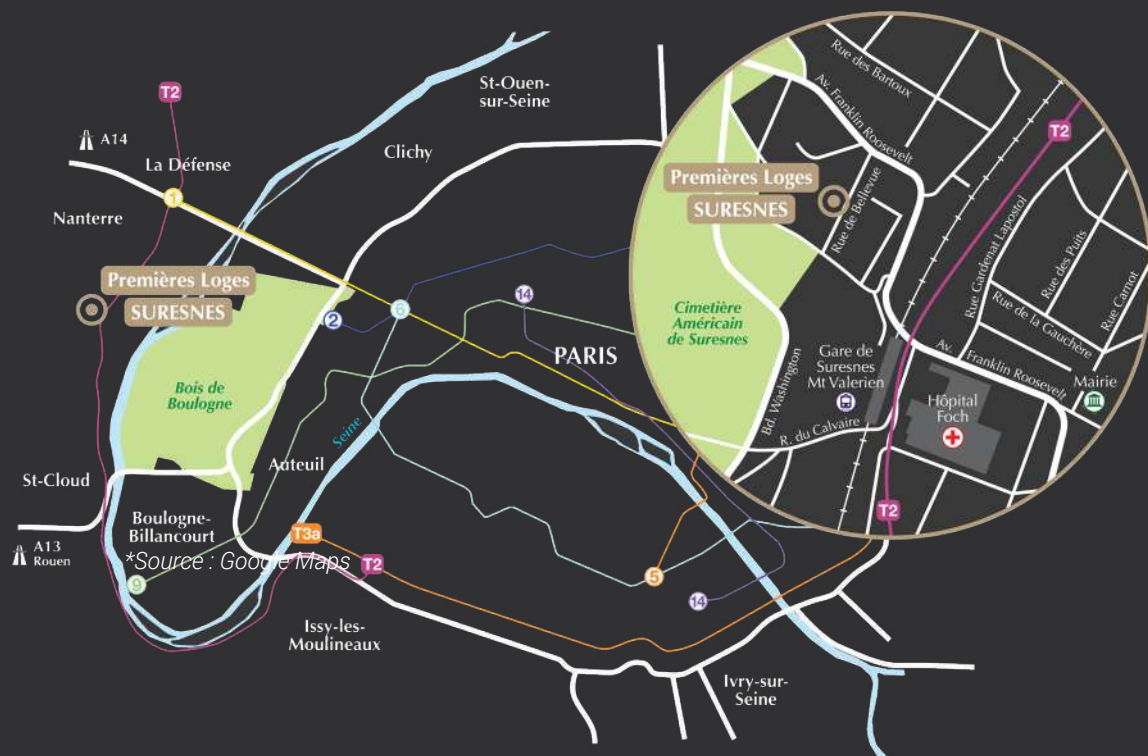 T2
A14
La Défense
1
Nanterre
St-Ouen-
sur-Seine
Clichy
Premières Loges
SURESNES
2
6
14
PARIS
Bois de
Boulogne
Seine
Auteuil
St-Cloud
Boulogne-
Billancourt
A13
Rouen
*Source : Google Maps
9
T3a
T2
Issy-les-
Moulineaux
5
14
Ivry-sur-
Seine
Rue des Bartoux
Av. Franklin Roosevelt
T2
Premières Loges
SURESNES
Rue de Bellevue
Rue Gardenat Lapostol
Rue des Puits
Rue Carnot
Rue de la Gauchère
Cimetière
Américain
de Suresnes
Bd. Washington
Gare de
Suresnes
Mt Valerien
R. du Calvaire
Av.
Franklin Roosevelt
Mairie
Hôpital
Foch
T2